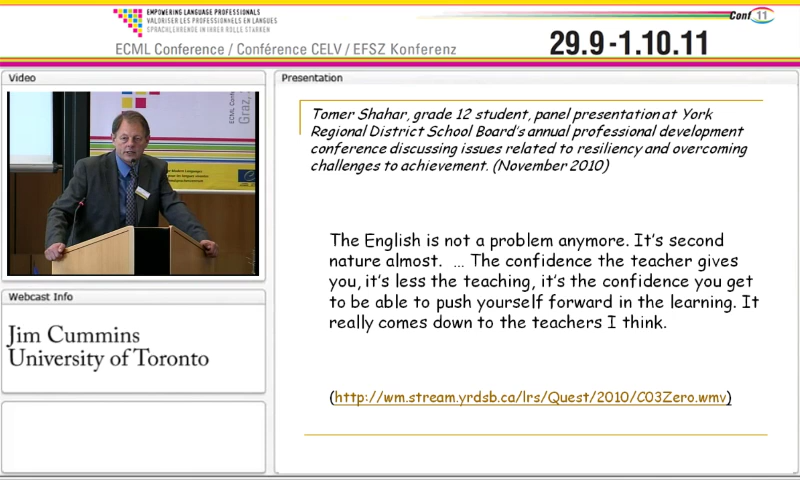 EMPOWERING LANGUAGE PROFESSIONALS
VALORISER LES PROFESSIONNELS EN LANGUES
SPRACHLEHRENDE IN IHRER ROLLE STÄRKEN
ECML Conference / Conférence CELV / EFSZ Konferenz
Conf 11
29.9-1.10.11
Video
ECML Conf
Graz,
Webcast Info
Jim Cummins
University of Toronto
Presentation
Tomer Shahar, grade 12 student, panel presentation at York
Regional District School Board's annual professional development
conference discussing issues related to resiliency and overcoming
challenges to achievement. (November 2010)
The English is not a problem anymore. It's second
nature almost. … The confidence the teacher gives
you, it's less the teaching, it's the confidence you get
to be able to push yourself forward in the learning. It
really comes down to the teachers I think.
(http://wm.stream.yrdsb.ca/lrs/Quest/2010/C03Zero.wmv)